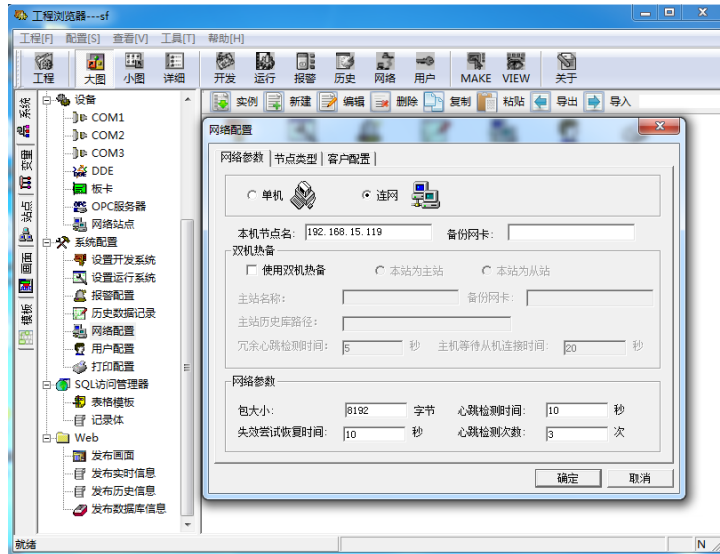 工程浏览器---sf
工程[F] 配置[S] 查看[V] 工具[T] 帮助[H]
工程 大图 小图 详细 开发 运行 报警 历史 网络 用户 MAKE VIEW 关于
系统
变量
站点
画面
模板
设备
COM1
COM2
COM3
DDE
板卡
OPC服务器
网络站点
系统配置
设置开发系统
设置运行系统
报警配置
历史数据记录
网络配置
用户配置
打印配置
SQL访问管理器
表格模板
记录体
Web
发布画面
发布实时信息
发布历史信息
发布数据库信息
实例 新建 编辑 删除 复制 粘贴 导出 导入
网络配置
网络参数 节点类型 客户配置
单机 连网
本机节点名: 192.168.15.119 备份网卡:
双机热备
使用双机热备 本站为主站 本站为从站
主站名称: 备份网卡:
主站历史库路径:
冗余心跳检测时间: 5 秒 主机等待从机连接时间: 20 秒
网络参数
包大小: 8192 字节 心跳检测时间: 10 秒
失效尝试恢复时间: 10 秒 心跳检测次数: 3 次
确定 取消
就绪 N